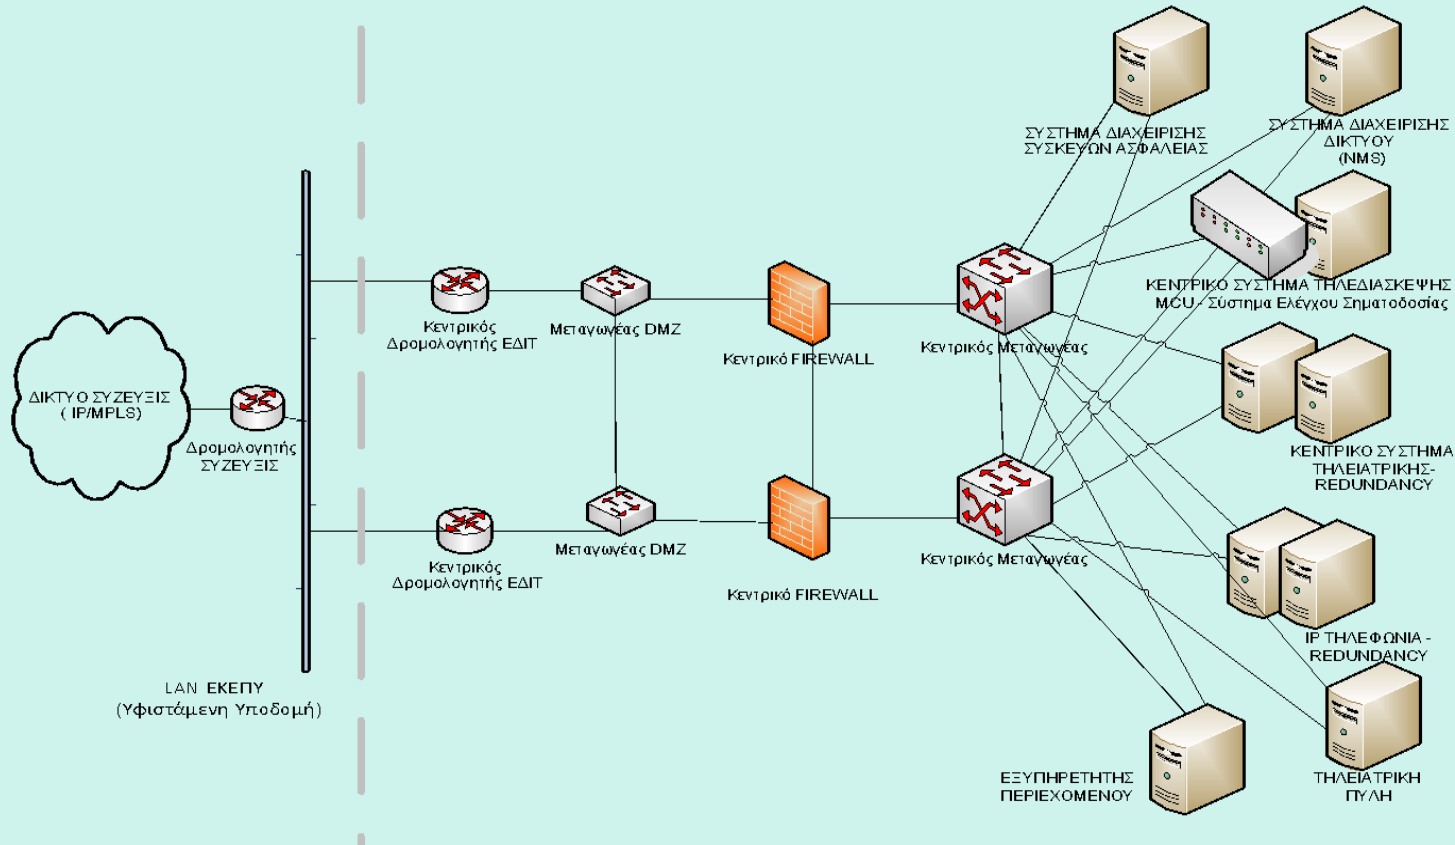 ΣΥΣΤΗΜΑ ΔΙΑΧΕΙΡΙΣΗΣ
ΣΥΣΚΕΥΩΝ ΑΣΦΑΛΕΙΑΣ
ΣΥΣΤΗΜΑ ΔΙΑΧΕΙΡΙΣΗΣ
ΔΙΚΤΥΟΥ
(NMS)
ΚΕΝΤΡΙΚΟ ΣΥΣΤΗΜΑ ΤΗΛΕΔΙΑΣΚΕΨΗΣ
MCU - Σύστημα Ελέγχου Σηματοδοσίας
Κεντρικός
Δρομολογητής ΕΔΙΤ
Μεταγωγέας DMZ
Κεντρικό FIREWALL
Κεντρικός Μεταγωγέας
ΔΙΚΤΥΟ ΣΥΖΕΥΞΙΣ
( IP/MPLS)
Δρομολογητής
ΣΥΖΕΥΞΙΣ
ΚΕΝΤΡΙΚΟ ΣΥΣΤΗΜΑ
ΤΗΛΕΙΑΤΡΙΚΗΣ-
REDUNDANCY
Κεντρικός
Δρομολογητής ΕΔΙΤ
Μεταγωγέας DMZ
Κεντρικό FIREWALL
Κεντρικός Μεταγωγέας
IP ΤΗΛΕΦΩΝΙΑ -
REDUNDANCY
LAN ΕΚΕΠΥ
(Υφιστάμενη Υποδομή)
ΕΞΥΠΗΡΕΤΗΤΗΣ
ΠΕΡΙΕΧΟΜΕΝΟΥ
ΤΗΛΕΙΑΤΡΙΚΗ
ΠΥΛΗ